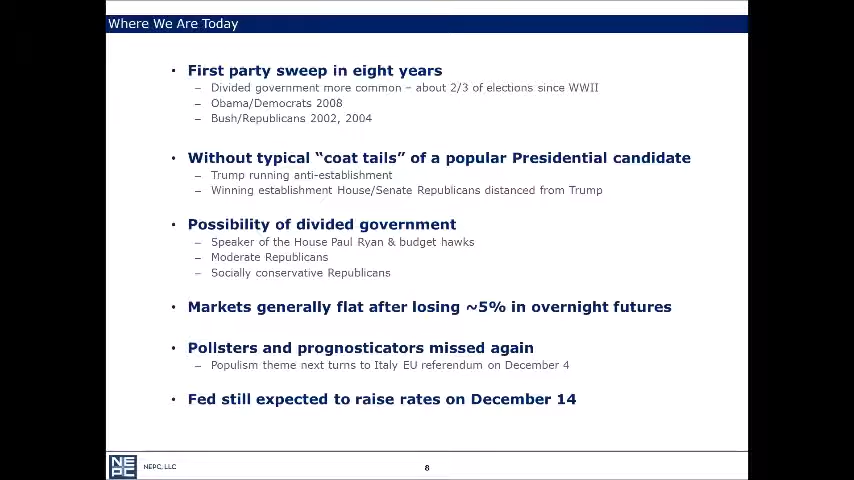 Where We Are Today
• First party sweep in eight years
– Divided government more common – about 2/3 of elections since WWII
– Obama/Democrats 2008
– Bush/Republicans 2002, 2004
• Without typical “coat tails” of a popular Presidential candidate
– Trump running anti-establishment
– Winning establishment House/Senate Republicans distanced from Trump
• Possibility of divided government
– Speaker of the House Paul Ryan & budget hawks
– Moderate Republicans
– Socially conservative Republicans
• Markets generally flat after losing ~5% in overnight futures
• Pollsters and prognosticators missed again
– Populism theme next turns to Italy EU referendum on December 4
• Fed still expected to raise rates on December 14
NE
PC
NEPC, LLC
8